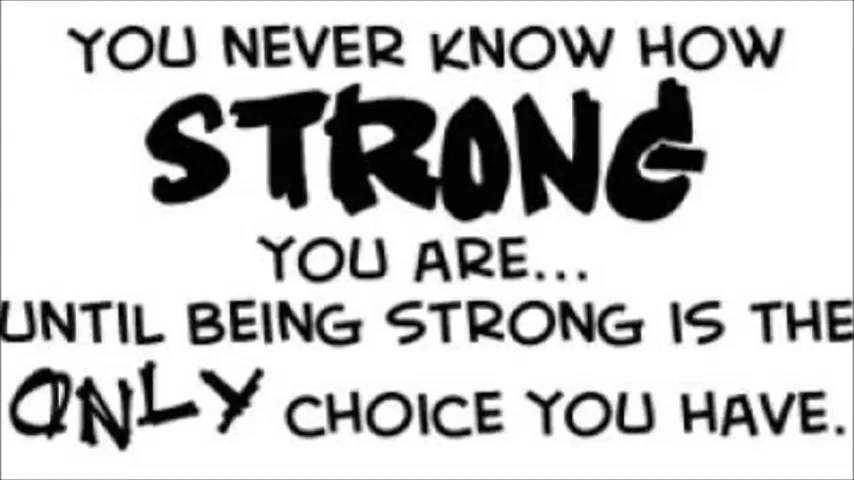 YOU NEVER KNOW HOW
STRONG
YOU ARE...
UNTIL BEING STRONG IS THE
ONLY CHOICE YOU HAVE.